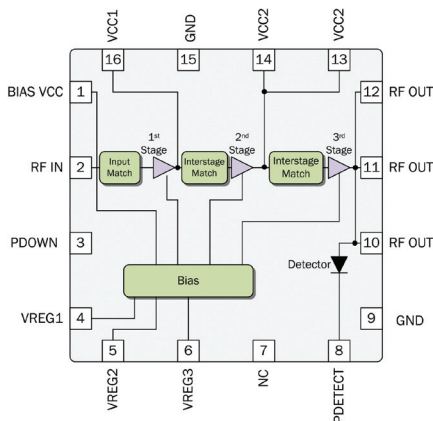 VCC1
GND
VCC2
VCC2
16
15
14
13
BIAS VCC
1
12
RF OUT
1st
Stage
2nd
Stage
3rd
Stage
RF IN
2
Input
Match
Interstage
Match
Interstage
Match
11
RF OUT
PDOWN
3
10
RF OUT
Detector
Bias
VREG1
4
9
GND
5
6
7
8
VREG2
VREG3
NC
PDETECT